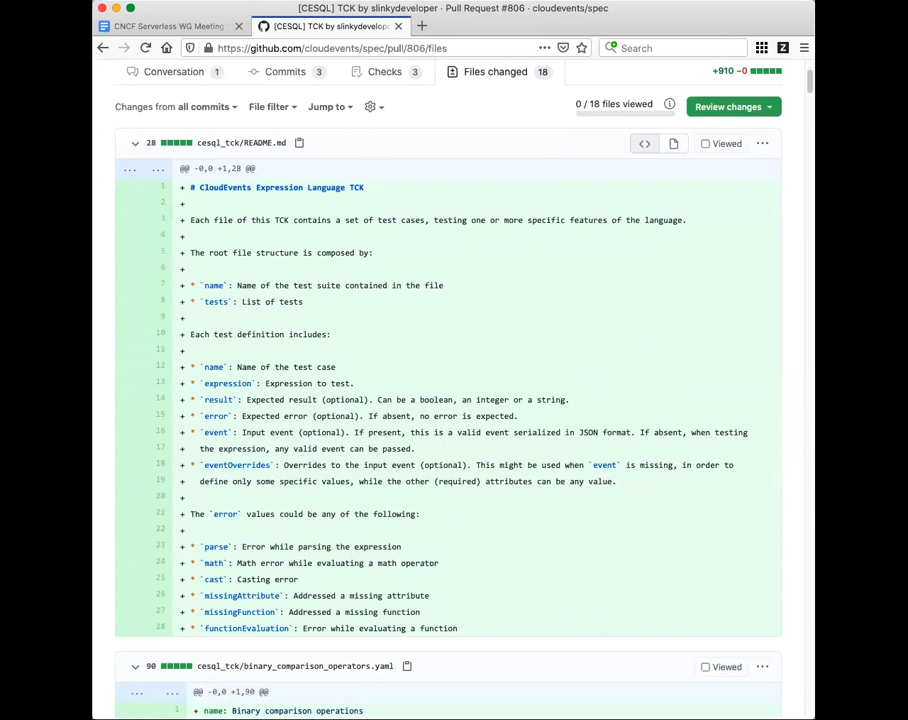 [CESQL] TCK by slinkydeveloper · Pull Request #806 · cloudevents/spec
CNCF Serverless WG Meeting
[CESQL] TCK by slinkydevelope
https://github.com/cloudevents/spec/pull/806/files
Search
Conversation 1
Commits 3
Checks 3
Files changed 18
+910 −0
Changes from all commits
File filter
Jump to
0 / 18 files viewed
Review changes
28 cesql_tck/README.md
Viewed
@@ -0,0 +1,28 @@
1 + # CloudEvents Expression Language TCK
2 +
3 + Each file of this TCK contains a set of test cases, testing one or more specific features of the language.
4 +
5 + The root file structure is composed by:
6 +
7 + * `name`: Name of the test suite contained in the file
8 + * `tests`: List of tests
9 +
10 + Each test definition includes:
11 +
12 + * `name`: Name of the test case
13 + * `expression`: Expression to test.
14 + * `result`: Expected result (optional). Can be a boolean, an integer or a string.
15 + * `error`: Expected error (optional). If absent, no error is expected.
16 + * `event`: Input event (optional). If present, this is a valid event serialized in JSON format. If absent, when testing
17 + the expression, any valid event can be passed.
18 + * `eventOverrides`: Overrides to the input event (optional). This might be used when `event` is missing, in order to
19 + define only some specific values, while the other (required) attributes can be any value.
20 +
21 + The `error` values could be any of the following:
22 +
23 + * `parse`: Error while parsing the expression
24 + * `math`: Math error while evaluating a math operator
25 + * `cast`: Casting error
26 + * `missingAttribute`: Addressed a missing attribute
27 + * `missingFunction`: Addressed a missing function
28 + * `functionEvaluation`: Error while evaluating a function
90 cesql_tck/binary_comparison_operators.yaml
Viewed
@@ -0,0 +1,90 @@
1 + name: Binary comparison operations